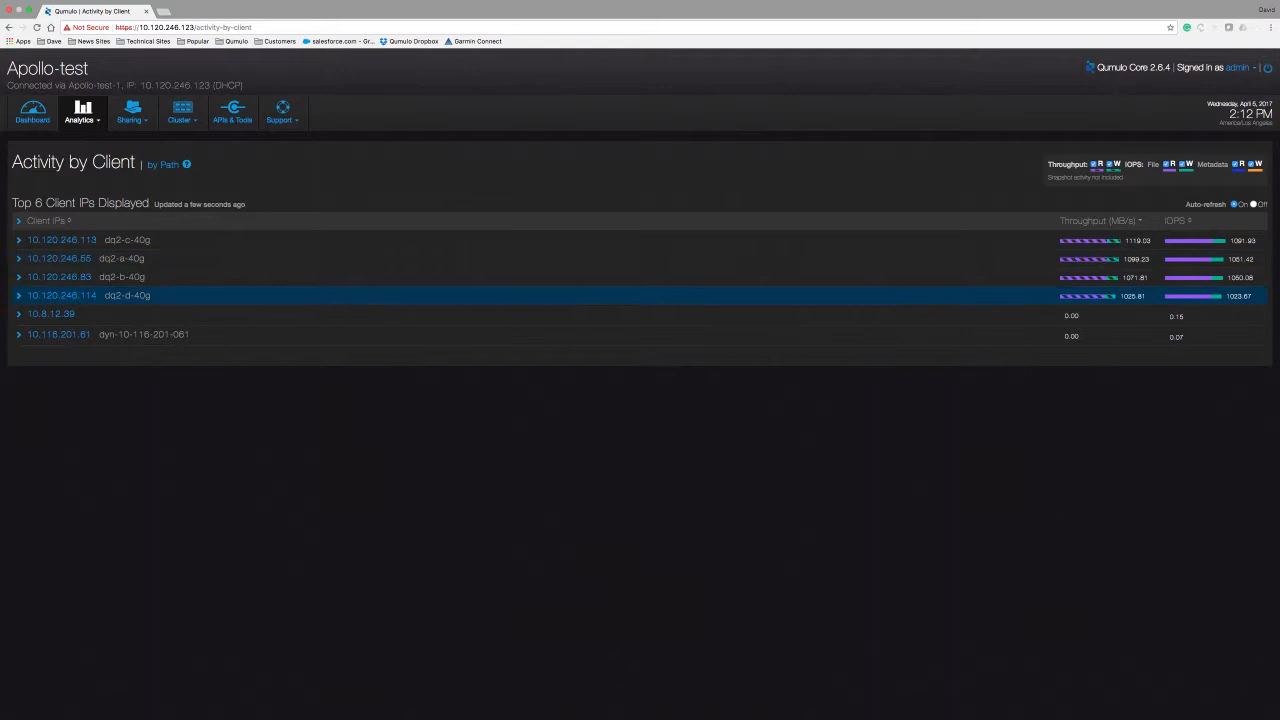 Qumulo | Activity by Client
David
Not Secure https://10.120.246.123/activity-by-client
Apps Dave News Sites Technical Sites Popular Qumulo Customers salesforce.com - Gr... Qumulo Dropbox Garmin Connect
Apollo-test
Connected via Apollo-test-1, IP: 10.120.246.123 (DHCP)
Qumulo Core 2.6.4 | Signed in as admin
Dashboard Analytics Sharing Cluster APIs & Tools Support
Wednesday, April 5, 2017
2:12 PM
America/Los_Angeles
Activity by Client | by Path
Throughput: R W IOPS: File R W Metadata R W
Snapshot activity not included
Top 6 Client IPs Displayed Updated a few seconds ago
Auto-refresh On Off
Client IPs Throughput (MB/s) IOPS
10.120.246.113 dq2-c-40g 1119.03 1091.93
10.120.246.55 dq2-a-40g 1099.23 1051.42
10.120.246.83 dq2-b-40g 1071.81 1050.08
10.120.246.114 dq2-d-40g 1025.81 1023.67
10.8.12.39 0.00 0.15
10.116.201.61 dyn-10-116-201-061 0.00 0.07